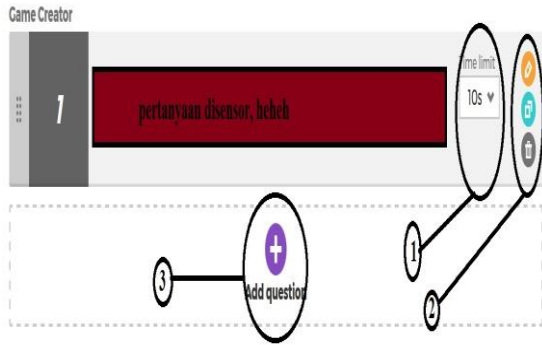 Game Creator
Time limit
1
pertanyaan disensor, heheh
10s
1
3
Add question
2